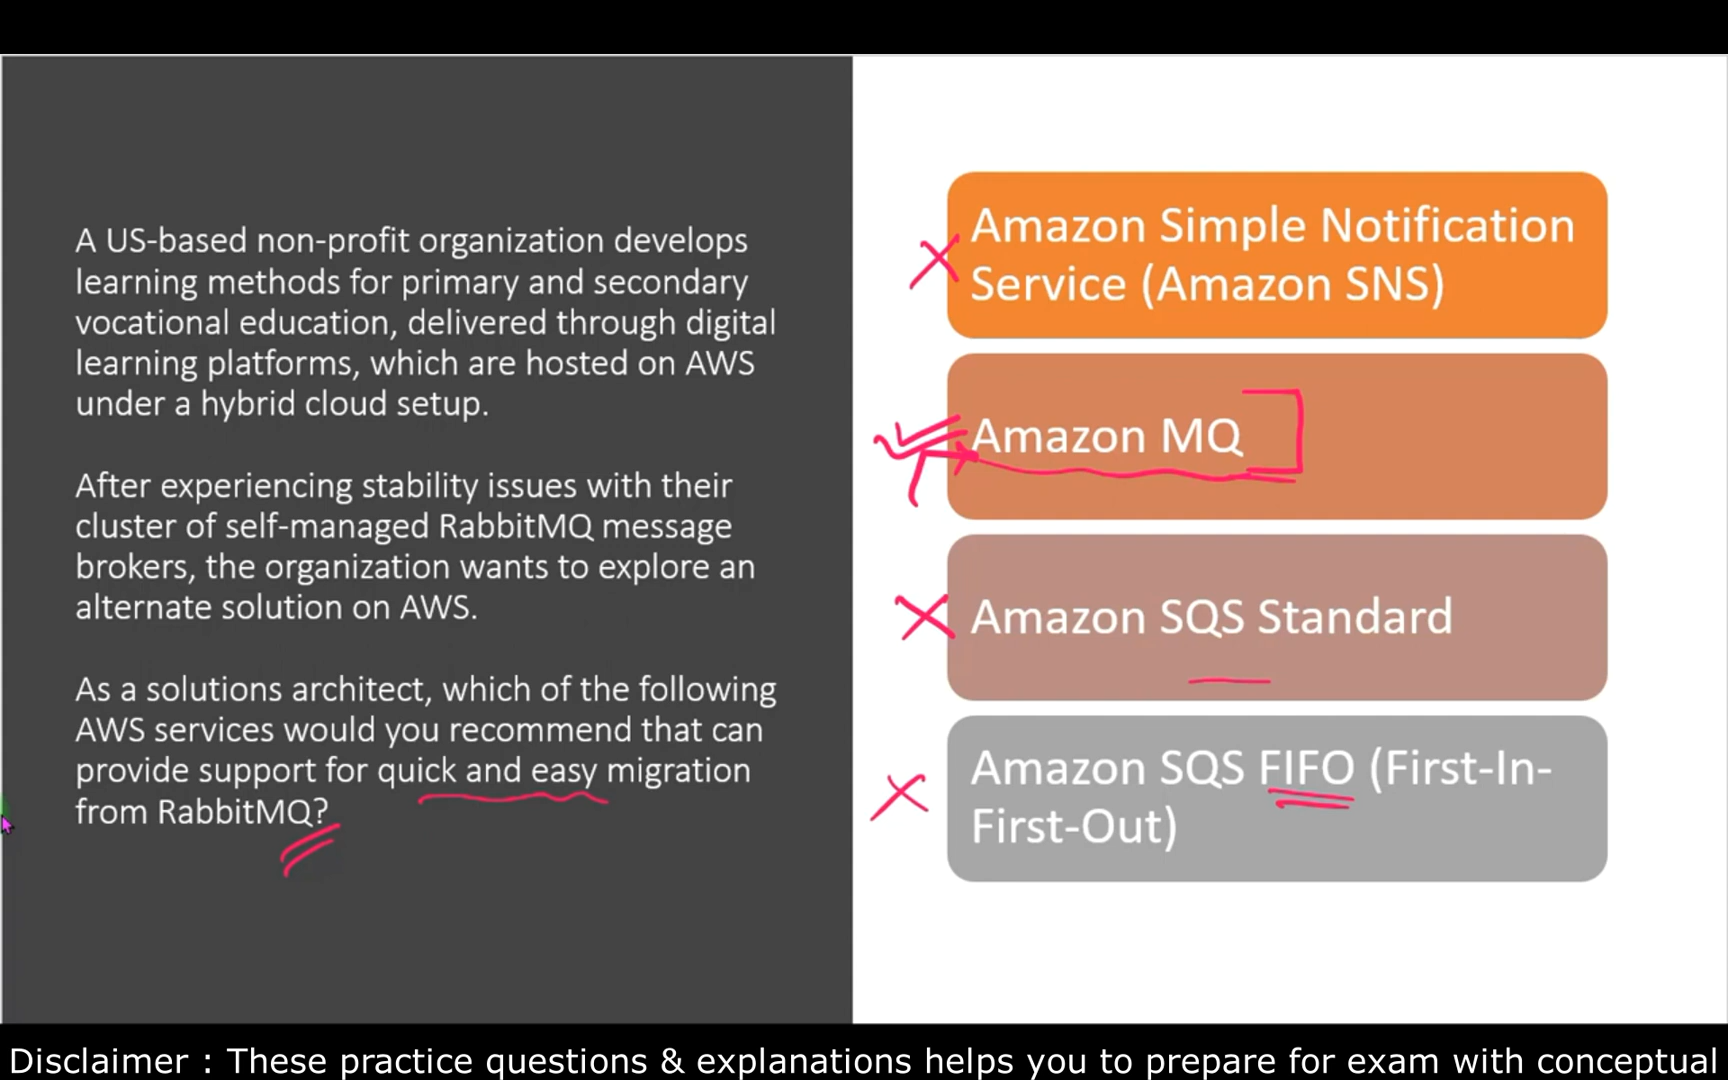 A US-based non-profit organization develops
learning methods for primary and secondary
vocational education, delivered through digital
learning platforms, which are hosted on AWS
under a hybrid cloud setup.
After experiencing stability issues with their
cluster of self-managed RabbitMQ message
brokers, the organization wants to explore an
alternate solution on AWS.
As a solutions architect, which of the following
AWS services would you recommend that can
provide support for quick and easy migration
from RabbitMQ?
Amazon Simple Notification
Service (Amazon SNS)
Amazon MQ
Amazon SQS Standard
Amazon SQS FIFO (First-In-
First-Out)
Disclaimer : These practice questions & explanations helps you to prepare for exam with conceptual